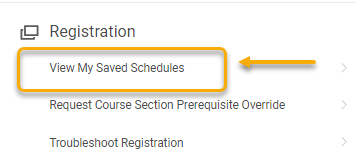 Registration
View My Saved Schedules
Request Course Section Prerequisite Override
Troubleshoot Registration